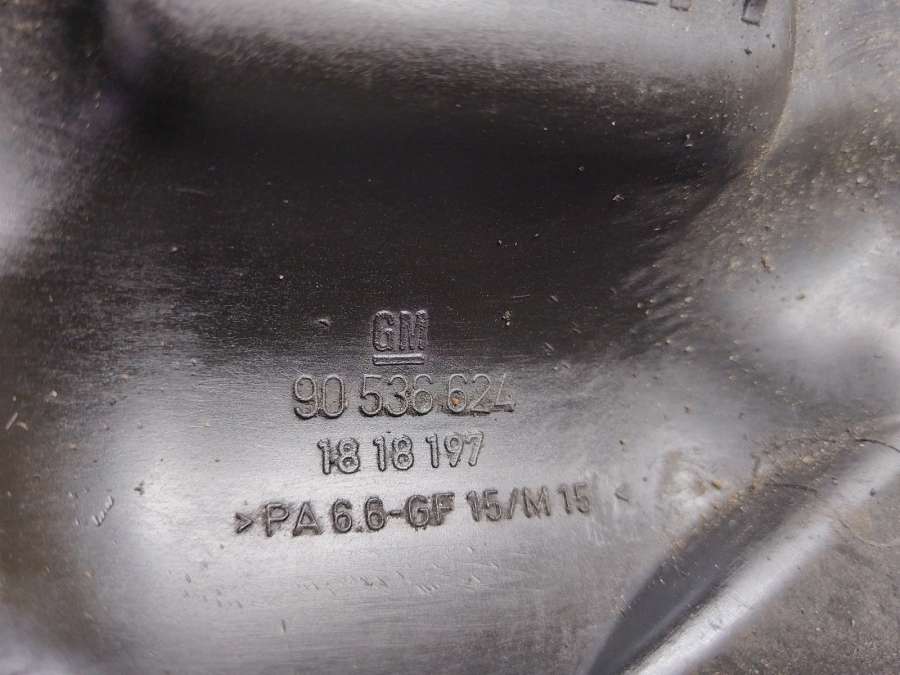 GM
90 536 624
18 18 197
>PA 6.6-GF 15/M 15<